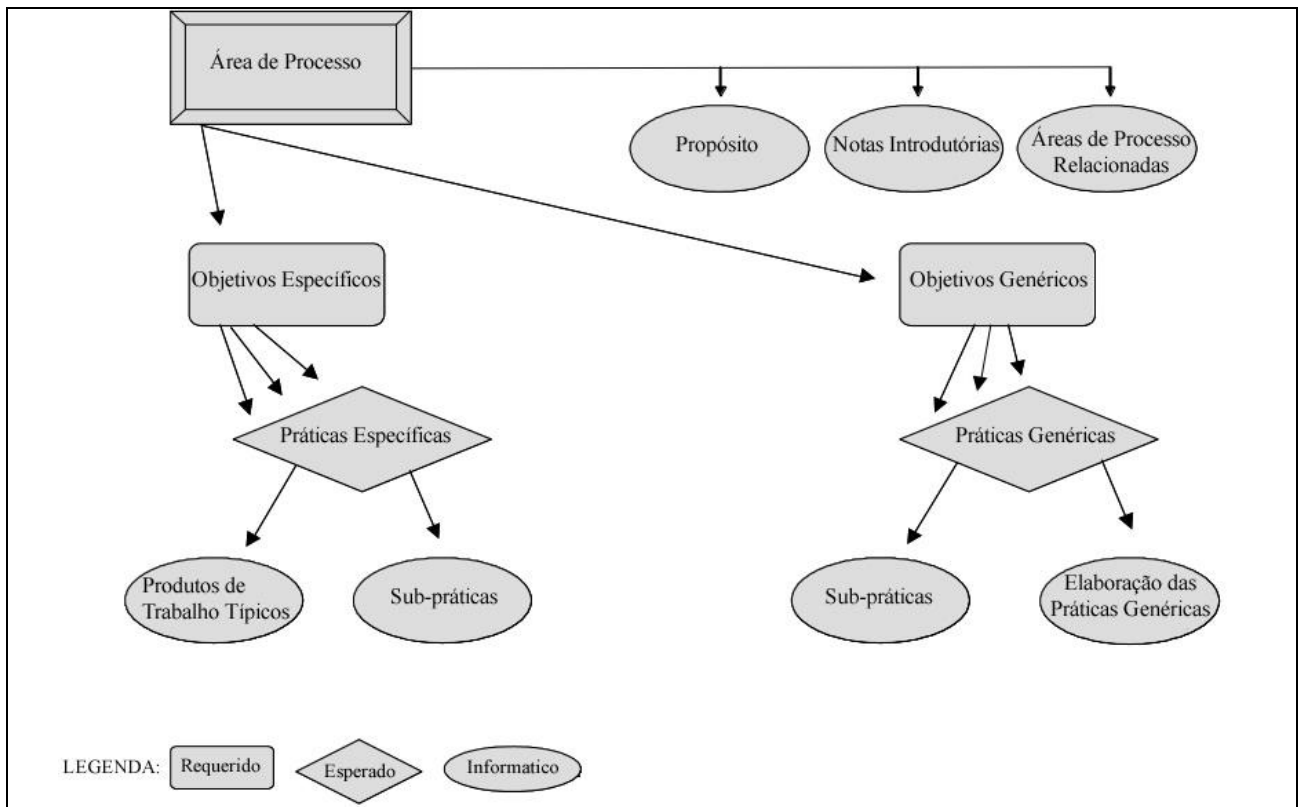 Área de Processo
Propósito
Notas Introdutórias
Áreas de Processo
Relacionadas
Objetivos Específicos
Objetivos Genéricos
Práticas Específicas
Práticas Genéricas
Produtos de
Trabalho Típicos
Sub-práticas
Sub-práticas
Elaboração das
Práticas Genéricas
LEGENDA:
Requerido
Esperado
Informatico